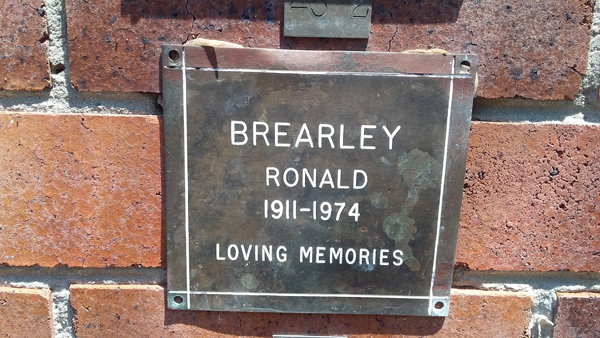 BREARLEY
RONALD
1911-1974
LOVING MEMORIES